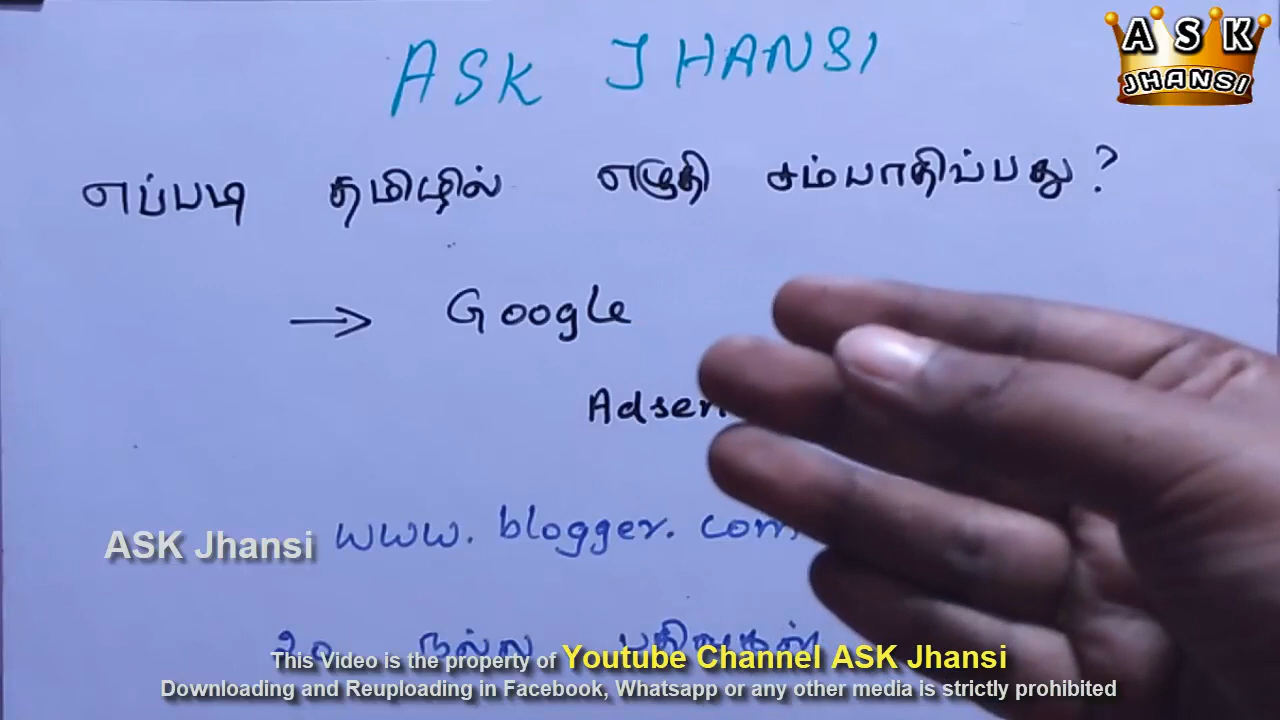 ASK JHANSI
ASK
JHANSI
எப்படி தமிழில் எழுதி சம்பாதிப்பது?
→ Google
Adsen
ASK Jhansi
www.blogger.com
நல்ல
This Video is the property of Youtube Channel ASK Jhansi
Downloading and Reuploading in Facebook, Whatsapp or any other media is strictly prohibited